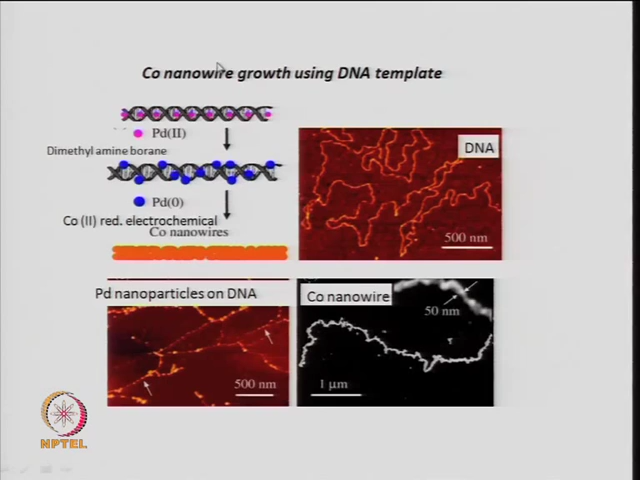 Co nanowire growth using DNA template
Pd(II)
Dimethyl amine borane
Pd(0)
Co (II) red. electrochemical
Co nanowires
DNA
500 nm
Pd nanoparticles on DNA
500 nm
Co nanowire
50 nm
1 μm
NPTEL